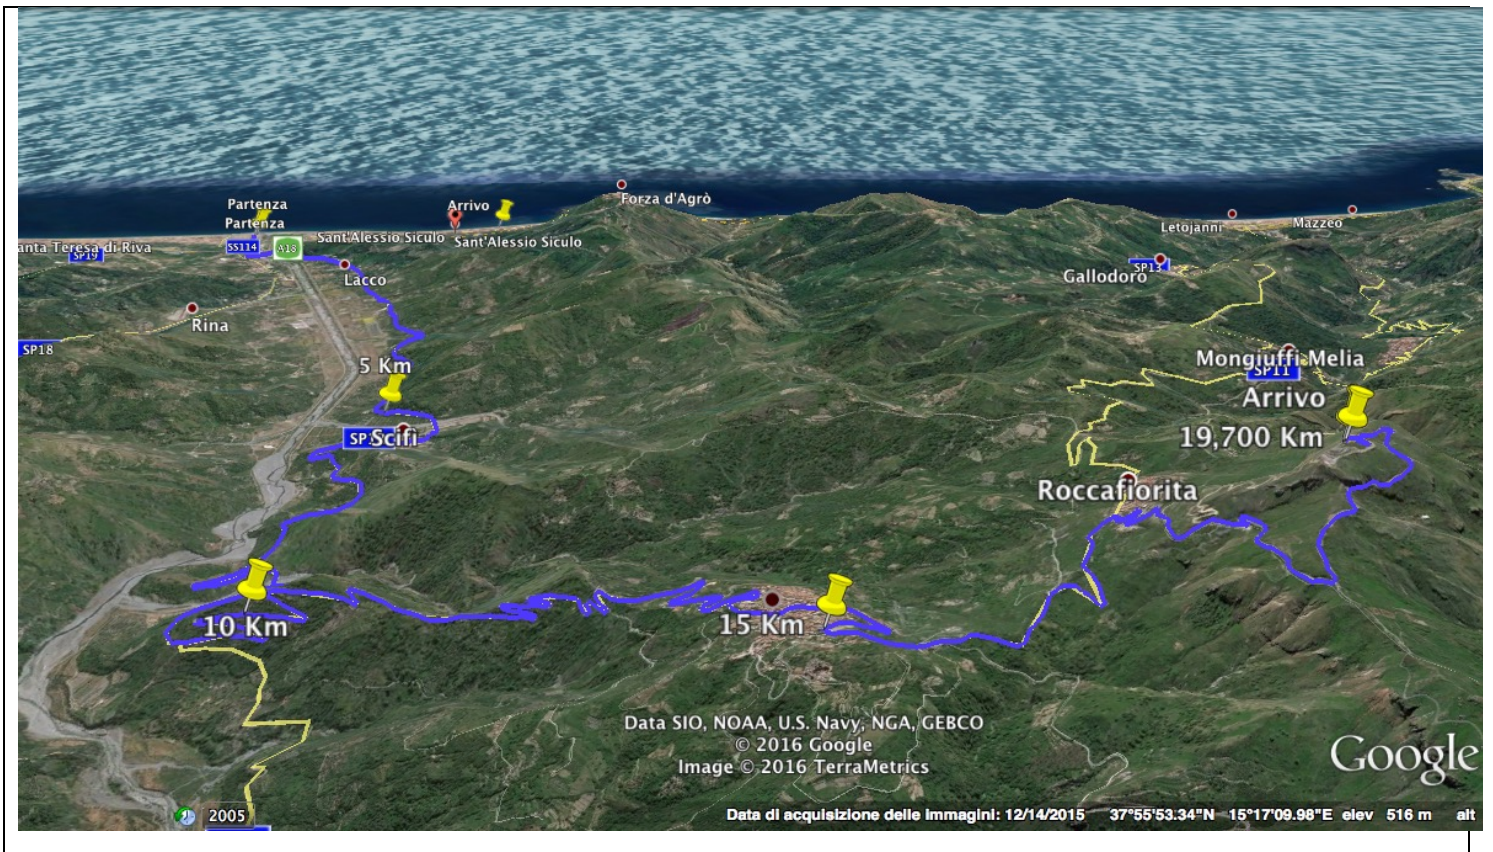 Partenza
Partenza
Arrivo
Forza d'Agrò
anta Teresa di Riva
SP19
SS114
A18
Sant'Alessio Siculo
Sant'Alessio Siculo
Letojanni
Mazzeo
Lacco
SP13
Gallodoro
Rina
SP18
5 Km
Mongiuffi Melia
SP11
Arrivo
19,700 Km
Scifi
Roccafiorita
10 Km
15 Km
Data SIO, NOAA, U.S. Navy, NGA, GEBCO
© 2016 Google
Image © 2016 TerraMetrics
Google
2005
Data di acquisizione delle immagini: 12/14/2015 37°55'53.34"N 15°17'09.98"E elev 516 m alt